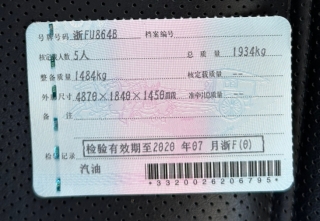 号牌号码 浙FU864B 档案编号
核定载人数 5人 总质量 1934kg
整备质量 1484kg 核定载质量
外廓尺寸 4870×1840×1450mm 准牵引总质量
备注
检验有效期至2020年07月浙F(0)
检验记录
汽油
*3320026206795*